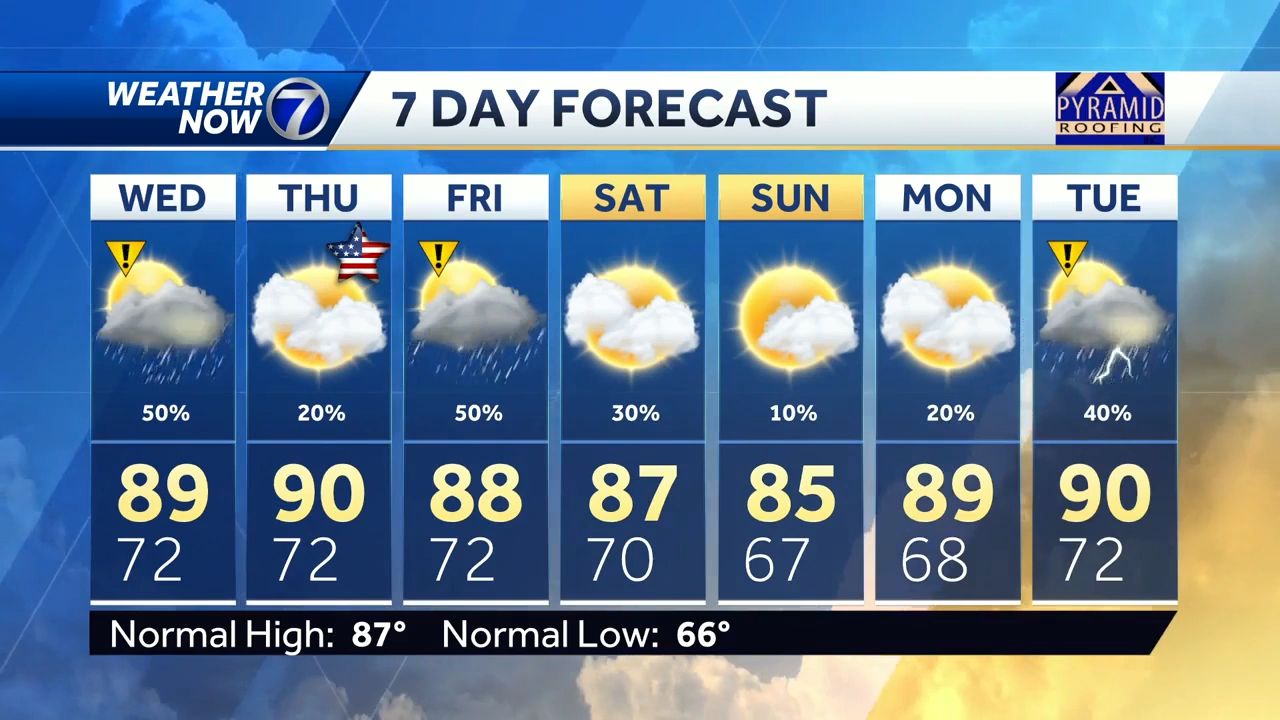 WEATHER
NOW 7
7 DAY FORECAST
PYRAMID
ROOFING
WED THU FRI SAT SUN MON TUE
! ! !
50% 20% 50% 30% 10% 20% 40%
89 90 88 87 85 89 90
72 72 72 70 67 68 72
Normal High: 87° Normal Low: 66°